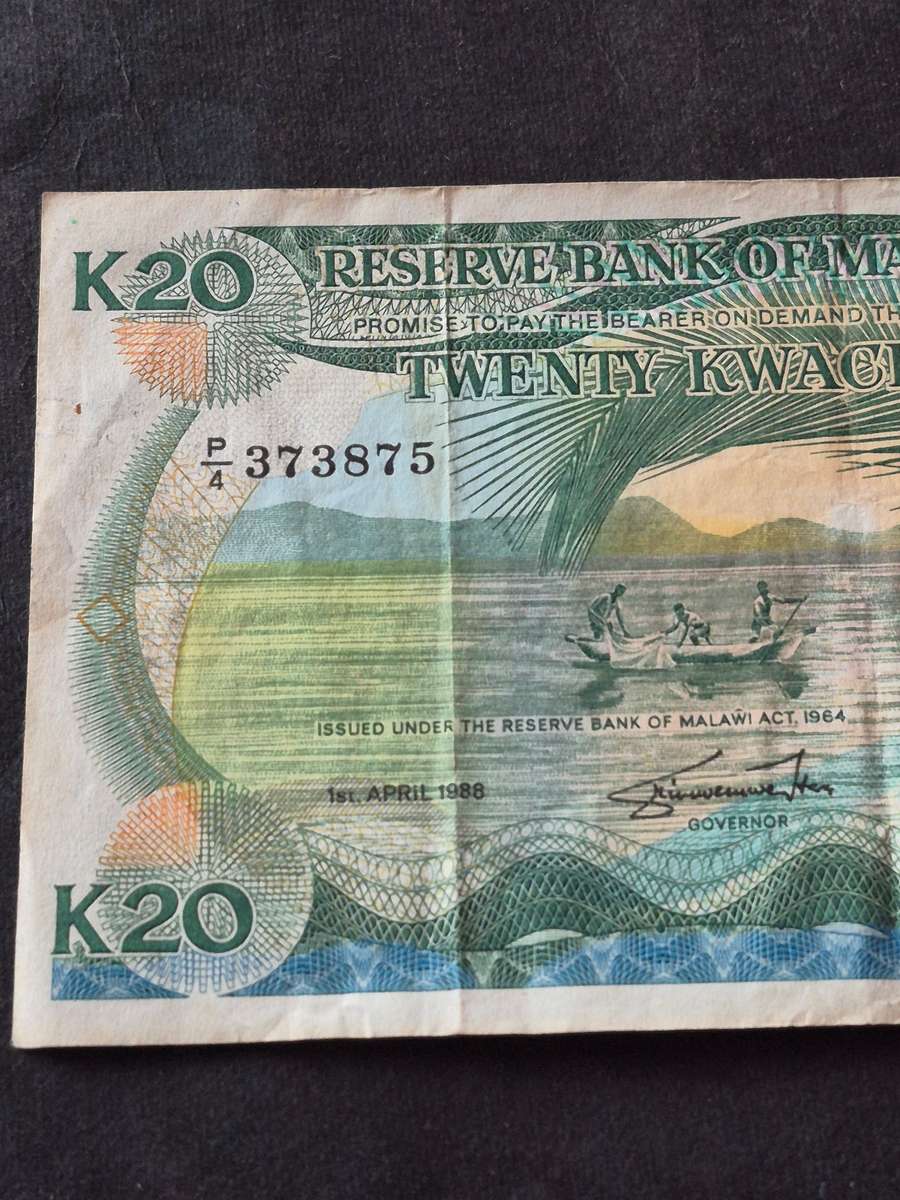 K20
RESERVE BANK OF MA
PROMISE TO PAY THE BEARER ON DEMAND TH
TWENTY KWAC
P/4 373875
ISSUED UNDER THE RESERVE BANK OF MALAŴI ACT, 1964
1st. APRIL 1988
GOVERNOR
K20